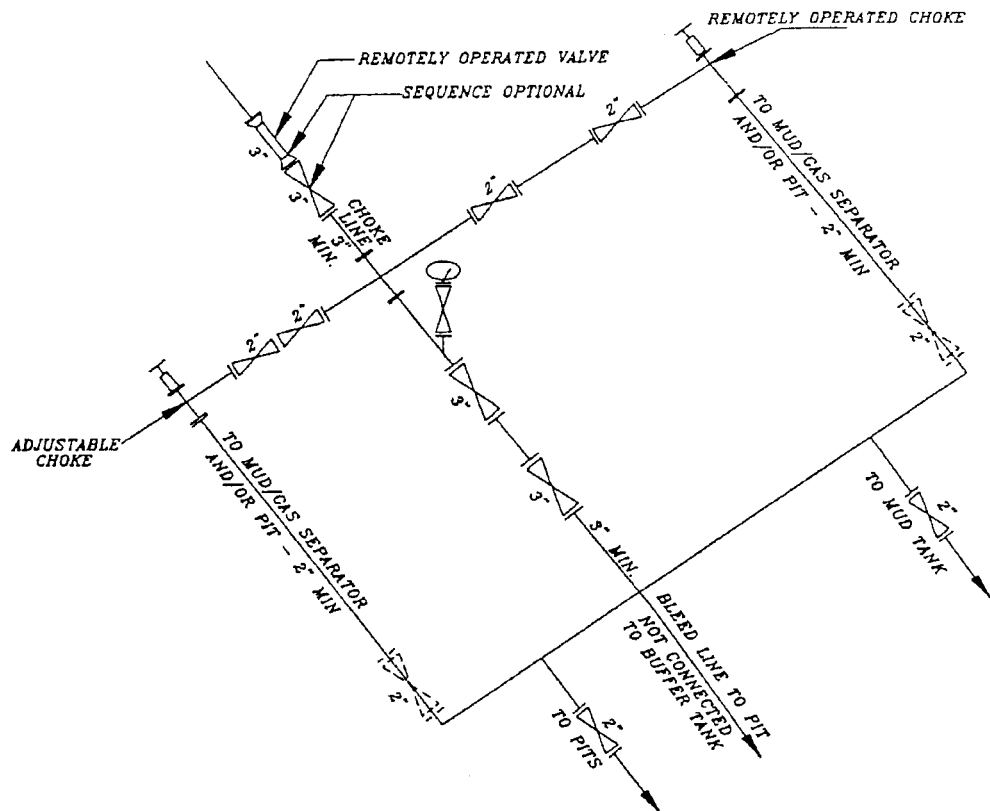 REMOTELY OPERATED CHOKE
REMOTELY OPERATED VALVE
SEQUENCE OPTIONAL
3"
3"
CHOKE
LINE
3"
MIN.
2"
2"
TO MUD/GAS SEPARATOR
AND/OR PIT - 2" MIN
2"
2"
2"
ADJUSTABLE
CHOKE
3"
3"
3" MIN.
TO MUD/GAS SEPARATOR
AND/OR PIT - 2" MIN
2"
2"
TO MUD TANK
BLEED LINE TO PIT
NOT CONNECTED
TO BUFFER TANK
2"
TO PITS